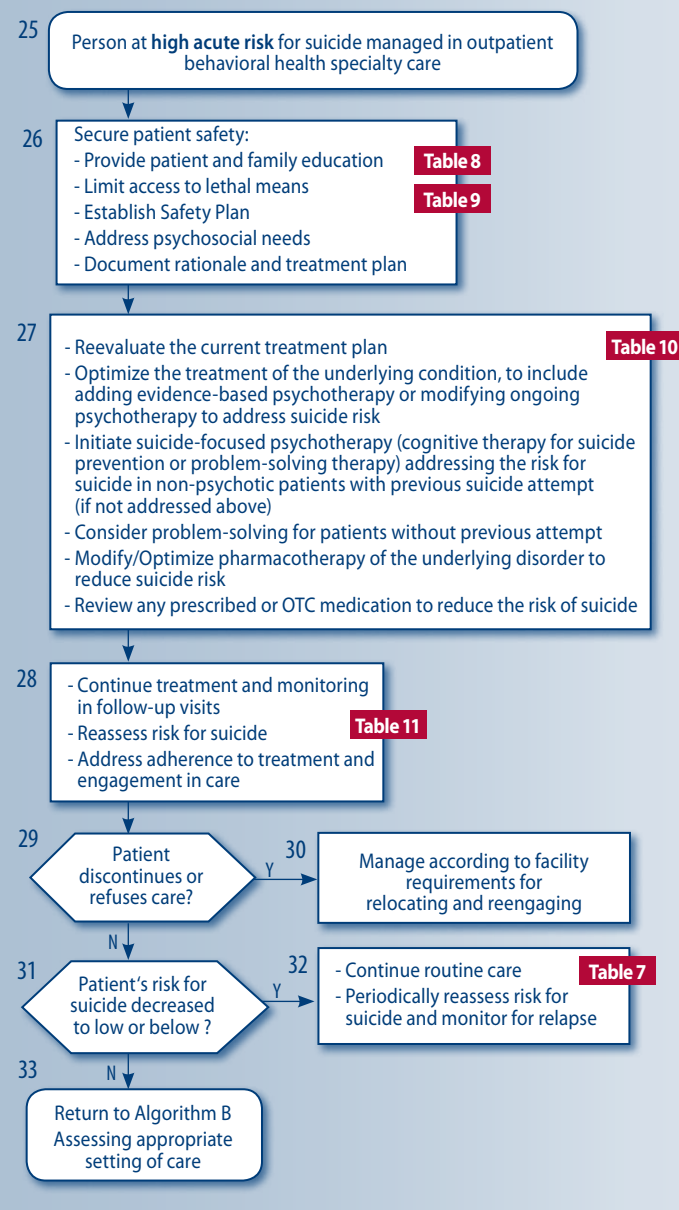 25
Person at high acute risk for suicide managed in outpatient
behavioral health specialty care
26
Secure patient safety:
- Provide patient and family education
Table 8
- Limit access to lethal means
Table 9
- Establish Safety Plan
- Address psychosocial needs
- Document rationale and treatment plan
27
- Reevaluate the current treatment plan
Table 10
- Optimize the treatment of the underlying condition, to include
adding evidence-based psychotherapy or modifying ongoing
psychotherapy to address suicide risk
- Initiate suicide-focused psychotherapy (cognitive therapy for suicide
prevention or problem-solving therapy) addressing the risk for
suicide in non-psychotic patients with previous suicide attempt
(if not addressed above)
- Consider problem-solving for patients without previous attempt
- Modify/Optimize pharmacotherapy of the underlying disorder to
reduce suicide risk
- Review any prescribed or OTC medication to reduce the risk of suicide
28
- Continue treatment and monitoring
in follow-up visits
- Reassess risk for suicide
Table 11
- Address adherence to treatment and
engagement in care
29
Patient
discontinues or
refuses care?
Y
30
Manage according to facility
requirements for
relocating and reengaging
N
31
Patient's risk for
suicide decreased
to low or below ?
Y
32
- Continue routine care
Table 7
- Periodically reassess risk for
suicide and monitor for relapse
N
33
Return to Algorithm B
Assessing appropriate
setting of care